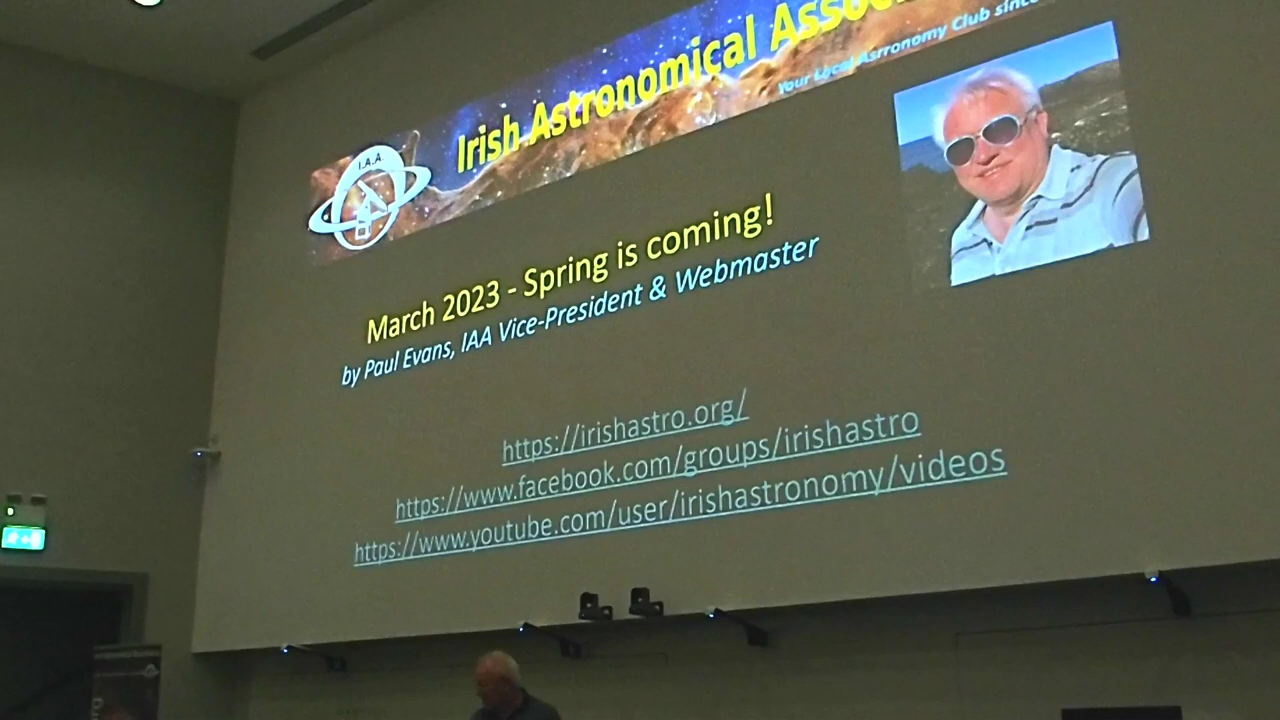 Irish Astronomical
Your Local Astronomy Club since
I.A.A.
March 2023 - Spring is coming!
by Paul Evans, IAA Vice-President & Webmaster
https://irishastro.org/
https://www.facebook.com/groups/irishastro
https://www.youtube.com/user/irishastronomy/videos